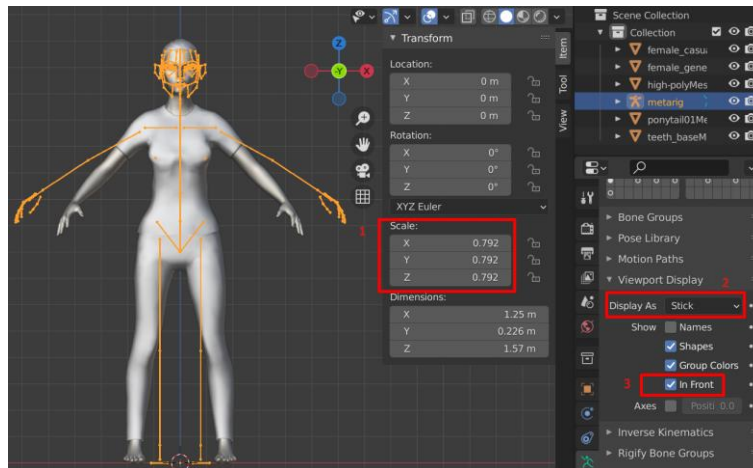 Z
-Y
X
Transform
Location:
X 0 m
Y 0 m
Z 0 m
Rotation:
X 0°
Y 0°
Z 0°
XYZ Euler
1
Scale:
X 0.792
Y 0.792
Z 0.792
Dimensions:
X 1.25 m
Y 0.226 m
Z 1.57 m
Item
Tool
View
Scene Collection
Collection
female_casu
female_gene
high-polyMes
metarig
ponytail01Me
teeth_baseM
Bone Groups
Pose Library
Motion Paths
Viewport Display
2
Display As Stick
Show Names
Shapes
Group Colors
3 In Front
Axes Positi 0.0
Inverse Kinematics
Rigify Bone Groups